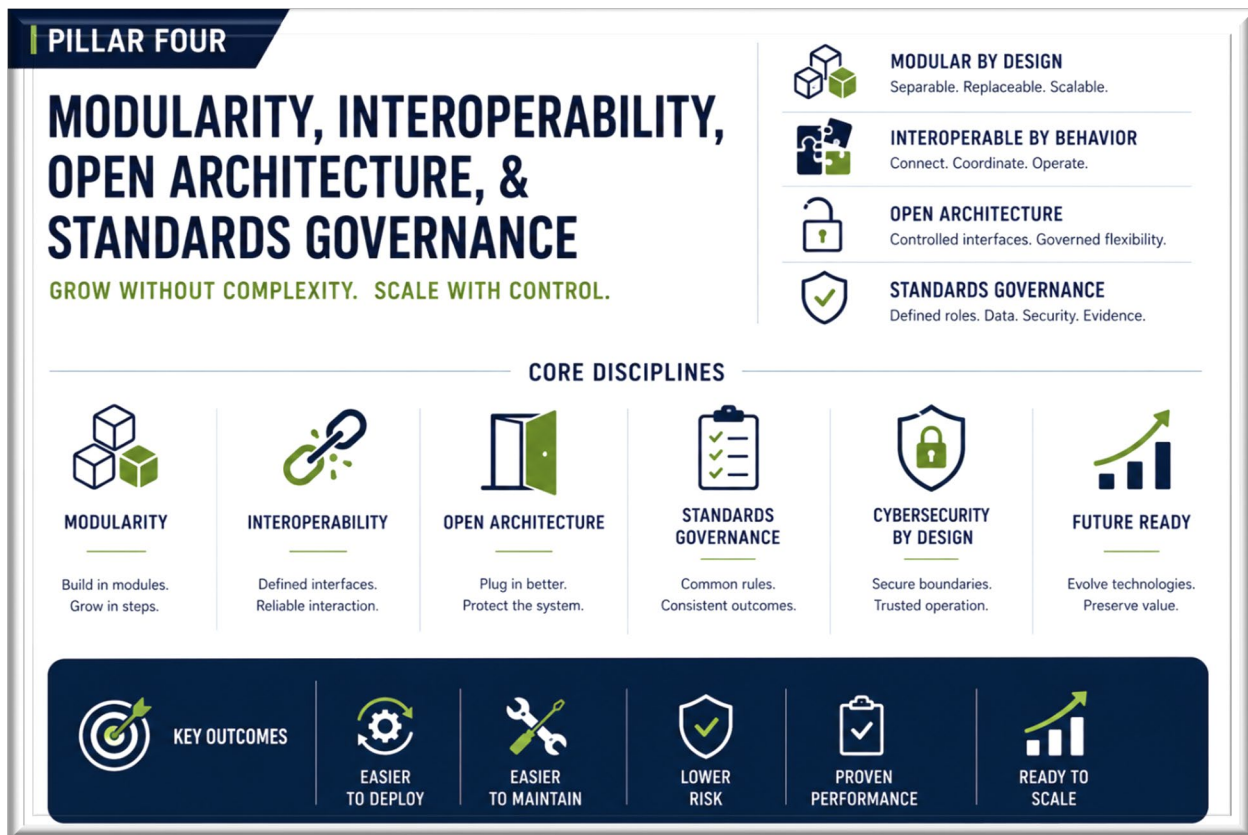 PILLAR FOUR
MODULARITY, INTEROPERABILITY,
OPEN ARCHITECTURE, &
STANDARDS GOVERNANCE
GROW WITHOUT COMPLEXITY. SCALE WITH CONTROL.
MODULAR BY DESIGN
Separable. Replaceable. Scalable.
INTEROPERABLE BY BEHAVIOR
Connect. Coordinate. Operate.
OPEN ARCHITECTURE
Controlled interfaces. Governed flexibility.
STANDARDS GOVERNANCE
Defined roles. Data. Security. Evidence.
CORE DISCIPLINES
MODULARITY
Build in modules.
Grow in steps.
INTEROPERABILITY
Defined interfaces.
Reliable interaction.
OPEN ARCHITECTURE
Plug in better.
Protect the system.
STANDARDS
GOVERNANCE
Common rules.
Consistent outcomes.
CYBERSECURITY
BY DESIGN
Secure boundaries.
Trusted operation.
FUTURE READY
Evolve technologies.
Preserve value.
KEY OUTCOMES
EASIER
TO DEPLOY
EASIER
TO MAINTAIN
LOWER
RISK
PROVEN
PERFORMANCE
READY TO
SCALE